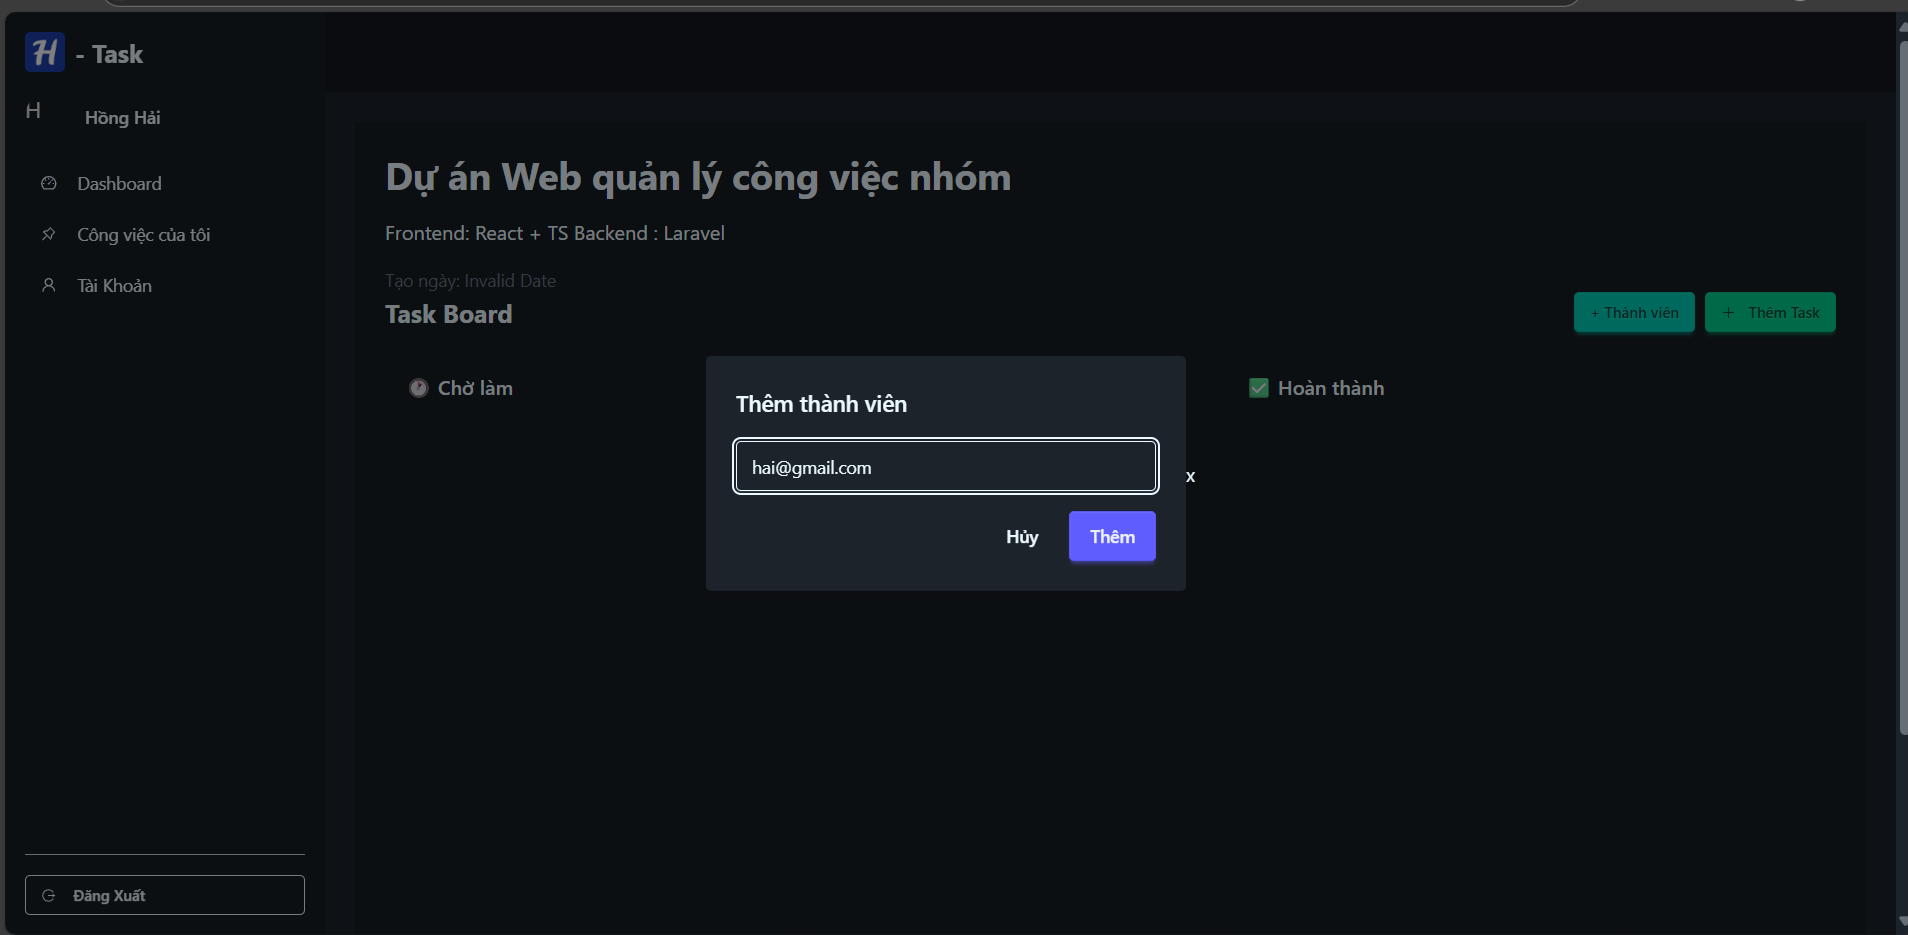 H - Task
H Hồng Hải
Dashboard
Công việc của tôi
Tài Khoản
Đăng Xuất
Dự án Web quản lý công việc nhóm
Frontend: React + TS Backend : Laravel
Tạo ngày: Invalid Date
Task Board
+ Thành viên
+ Thêm Task
Chờ làm
Hoàn thành
Thêm thành viên
hai@gmail.com
x
Hủy
Thêm